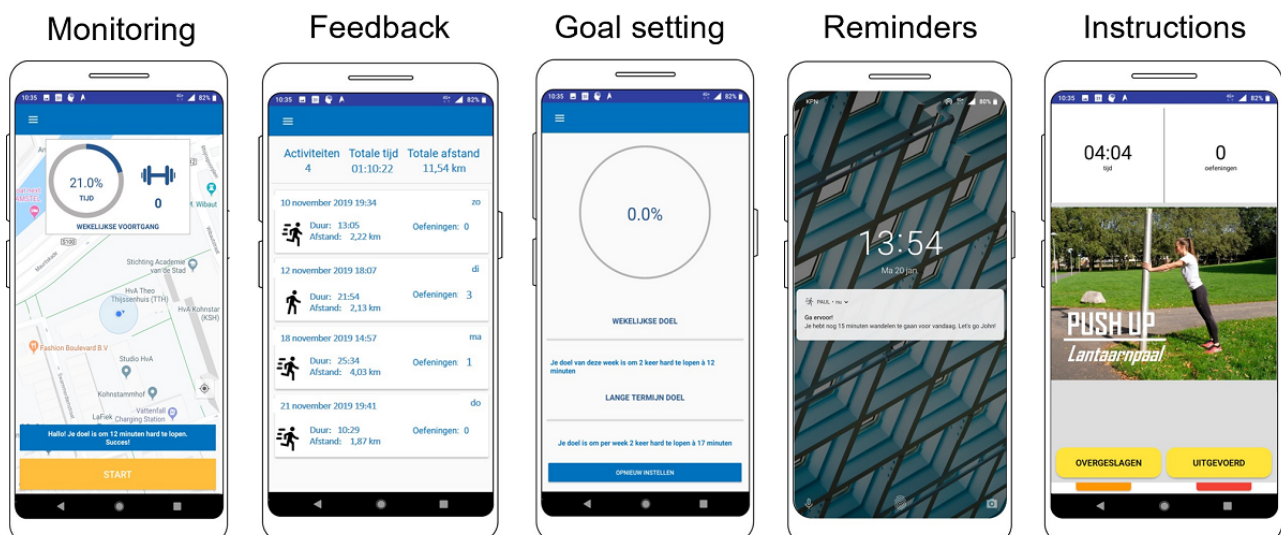 Monitoring
Feedback
Goal setting
Reminders
Instructions
10:35
82%
21.0%
TIJD
0
WEKELIJKSE VOORTGANG
AMSTEL
M. Wibaut
S100
Mauritskade
Stichting Academie
van de Stad
HvA Theo
Thijssenhuis (TTH)
HvA Kohnstam
(KSH)
Fashion Boulevard B.V
Studio HvA
Kohnstammhof
LaFiek
Vattenfall
Charging Station
Hallo! Je doel is om 12 minuten hard te lopen.
Succes!
START
10:35
82%
Activiteiten Totale tijd Totale afstand
4 01:10:22 11,54 km
10 november 2019 19:34 zo
Duur: 13:05 Oefeningen: 0
Afstand: 2,22 km
12 november 2019 18:07 di
Duur: 21:54 Oefeningen: 3
Afstand: 2,13 km
18 november 2019 14:57 ma
Duur: 25:34 Oefeningen: 1
Afstand: 4,03 km
21 november 2019 19:41 do
Duur: 10:29 Oefeningen: 0
Afstand: 1,87 km
10:35
82%
0.0%
WEKELIJKSE DOEL
Je doel van deze week is om 2 keer hard te lopen à 12
minuten
LANGE TERMIJN DOEL
Je doel is om per week 2 keer hard te lopen à 17 minuten
OPNIEUW INSTELLEN
KPN
80%
13:54
Ma 20 jan.
PAUL • nu
Ga ervoor!
Je hebt nog 15 minuten wandelen te gaan voor vandaag. Let's go John!
10:35
82%
04:04 0
tijd oefeningen
PUSH UP
Lantaarnpaal
OVERGESLAGEN UITGEVOERD